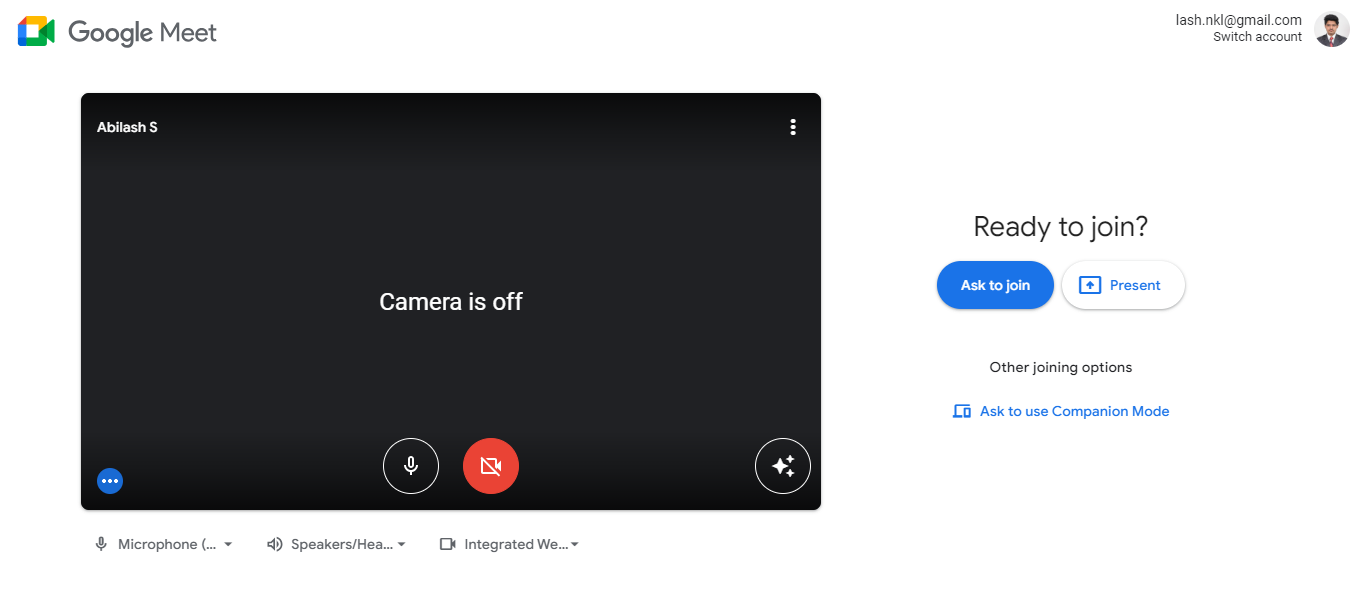 Google Meet
lash.nkl@gmail.com
Switch account
Abilash S
Camera is off
Microphone (...
Speakers/Hea...
Integrated We...
Ready to join?
Ask to join
Present
Other joining options
Ask to use Companion Mode